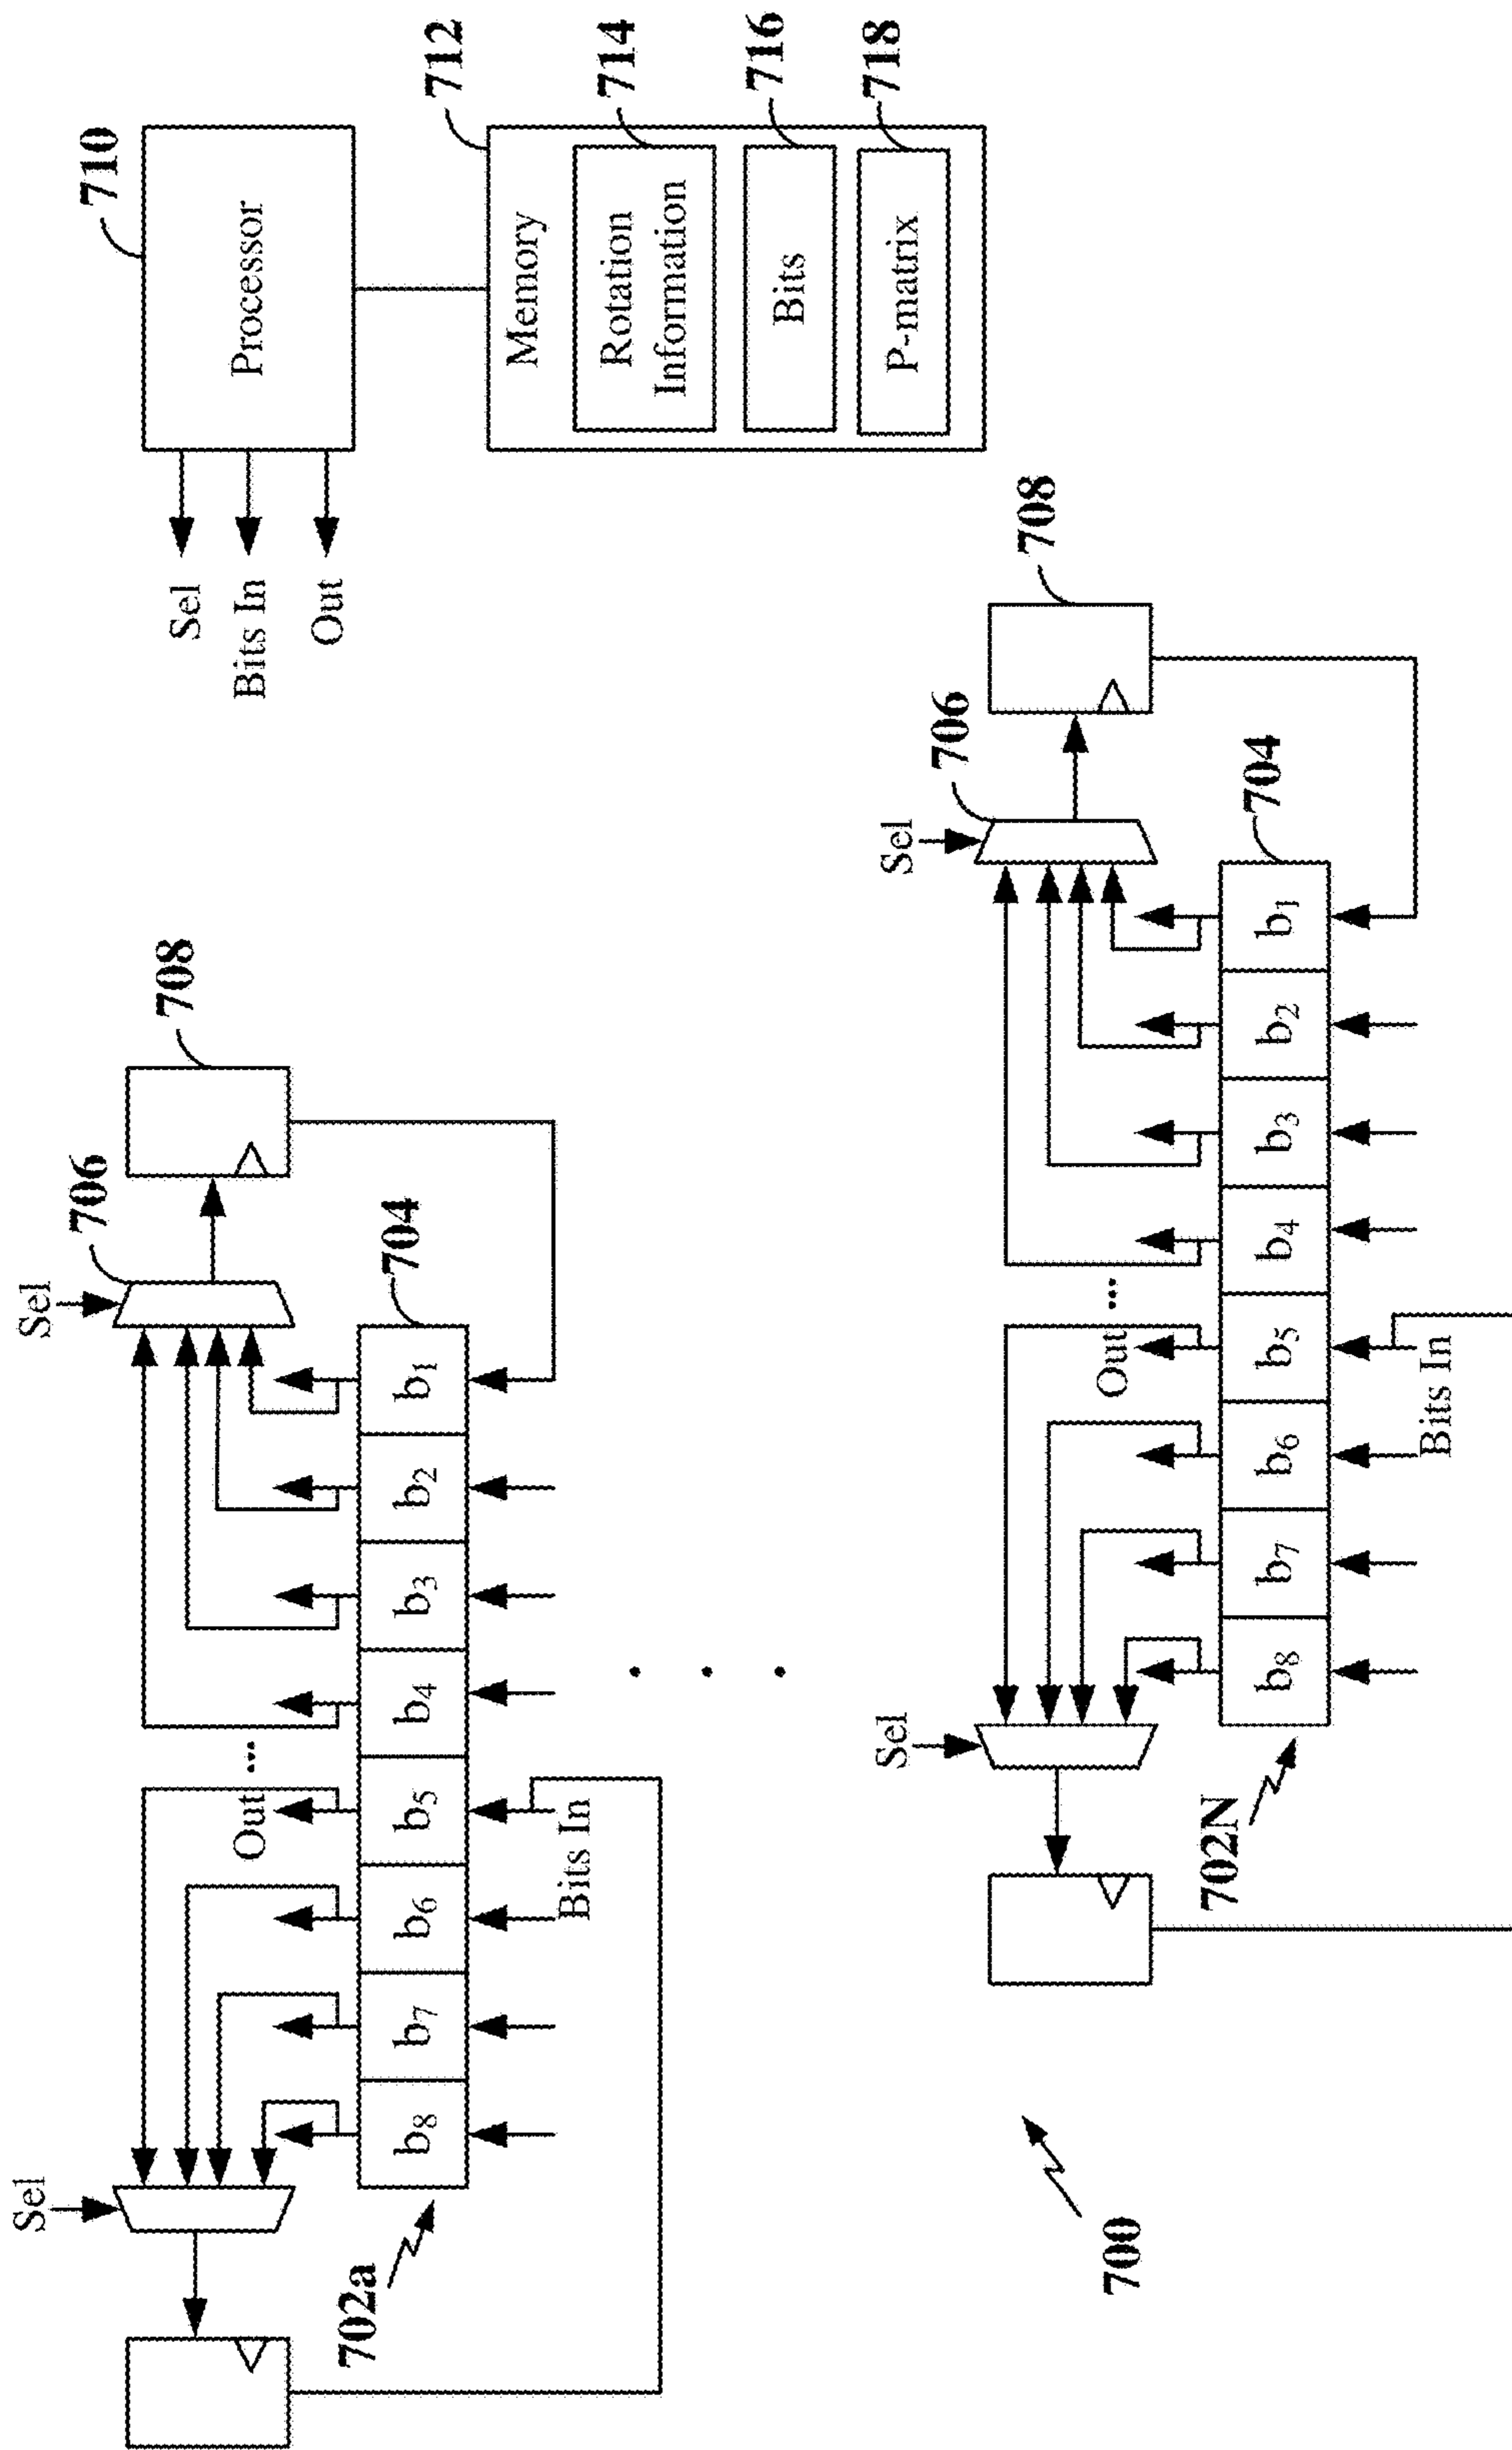 Sel
Sel
706
708
Out ...
b8
b7
b6
b5
b4
b3
b2
b1
704
702a
Bits In
Sel
Bits In
Out
710
Processor
712
Memory
Rotation
Information
714
Bits
716
P-matrix
718
Sel
Sel
706
708
Out ...
b8
b7
b6
b5
b4
b3
b2
b1
704
702N
Bits In
700